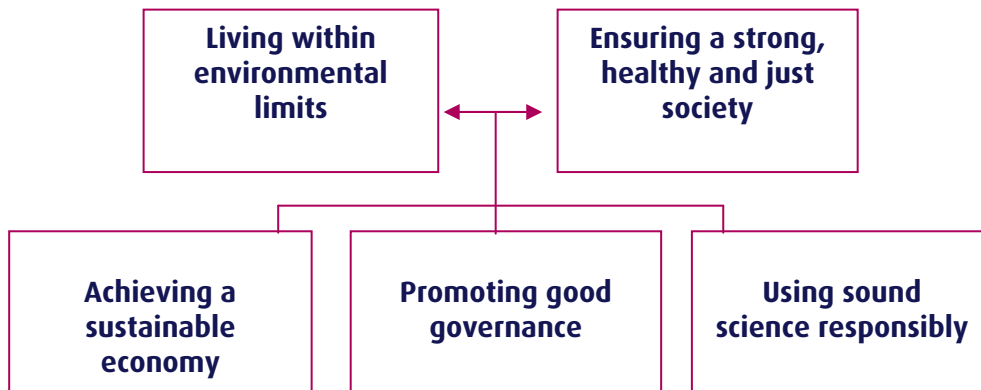 Living within
environmental
limits
Ensuring a strong,
healthy and just
society
Achieving a
sustainable
economy
Promoting good
governance
Using sound
science responsibly